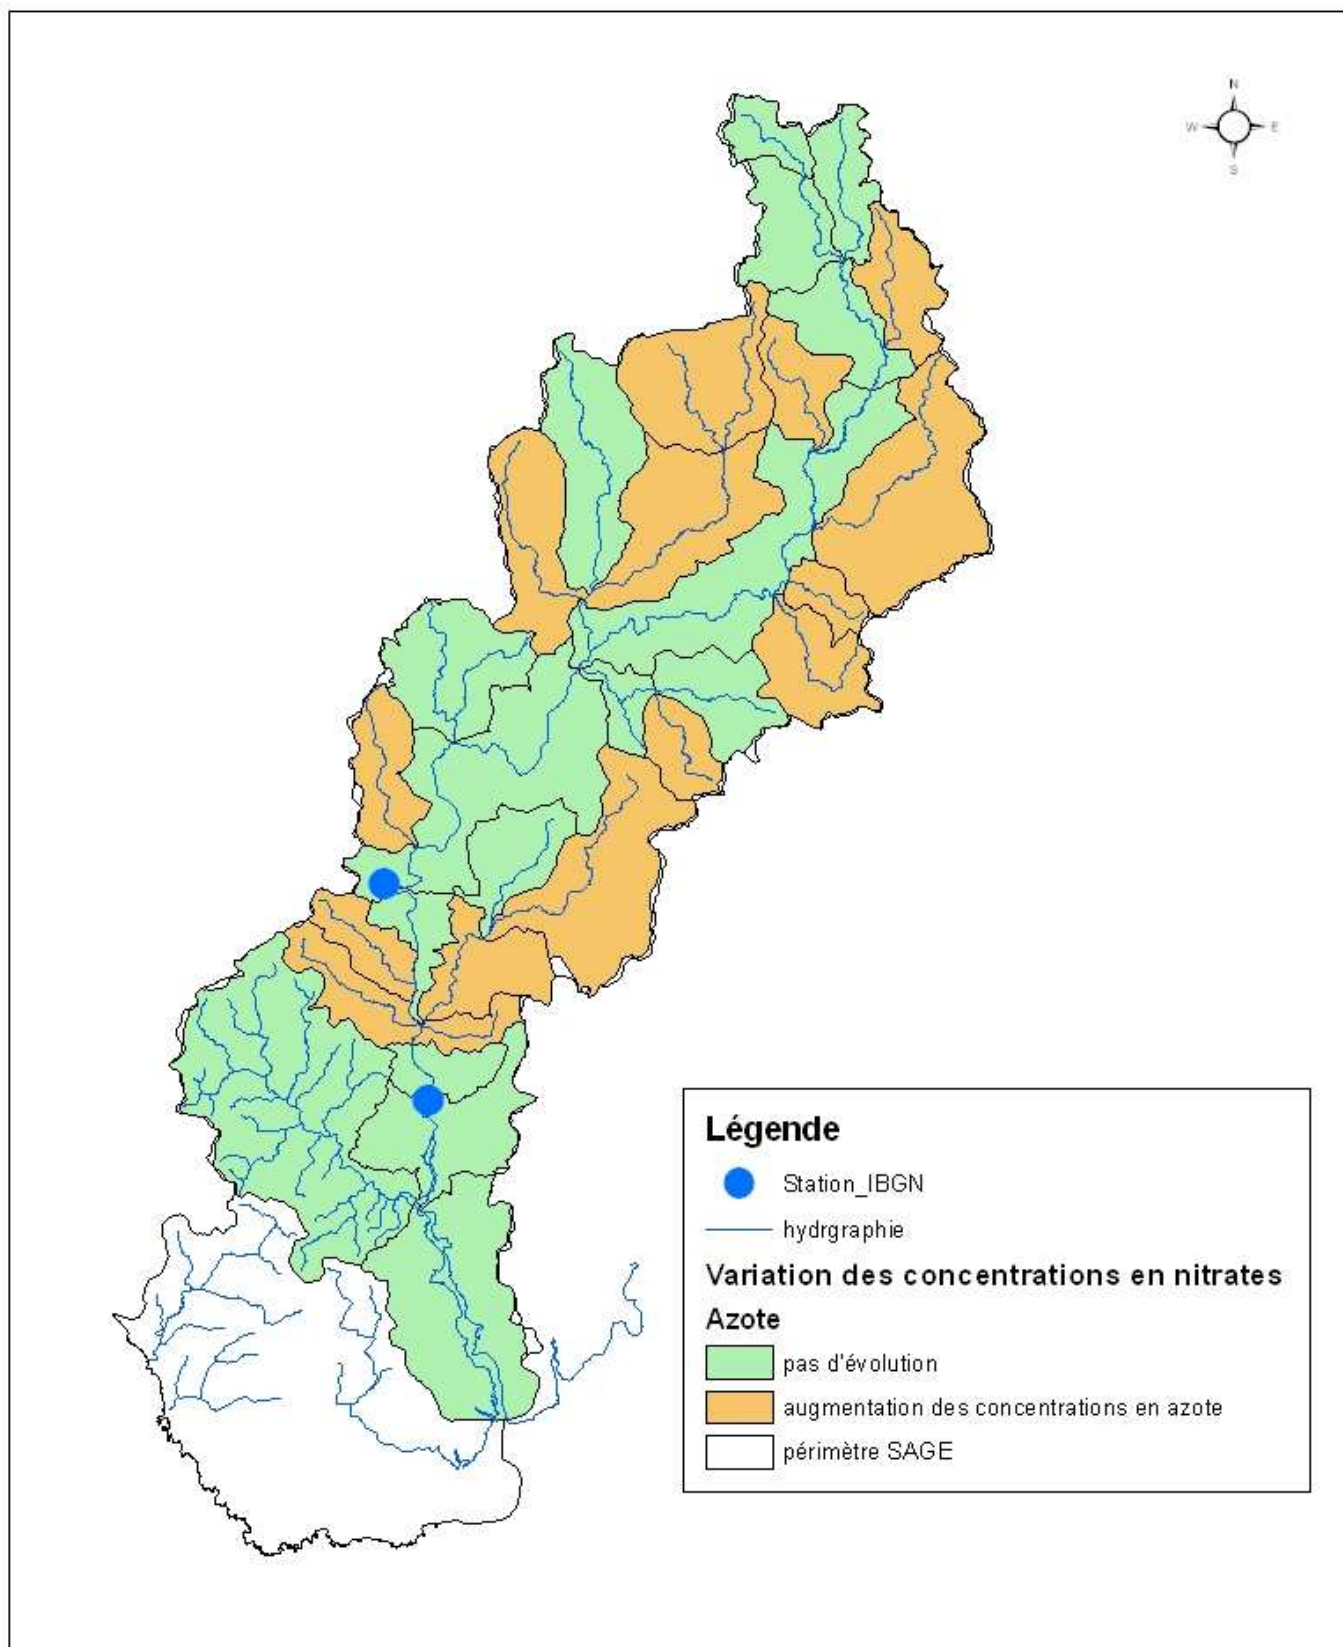 N
W E
S
Légende
Station_IBGN
hydrgraphie
Variation des concentrations en nitrates
Azote
pas d'évolution
augmentation des concentrations en azote
périmètre SAGE